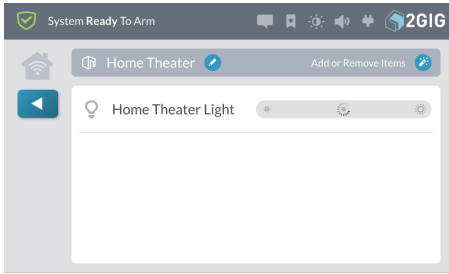 System Ready To Arm
2GIG
Home Theater
Add or Remove Items
Home Theater Light